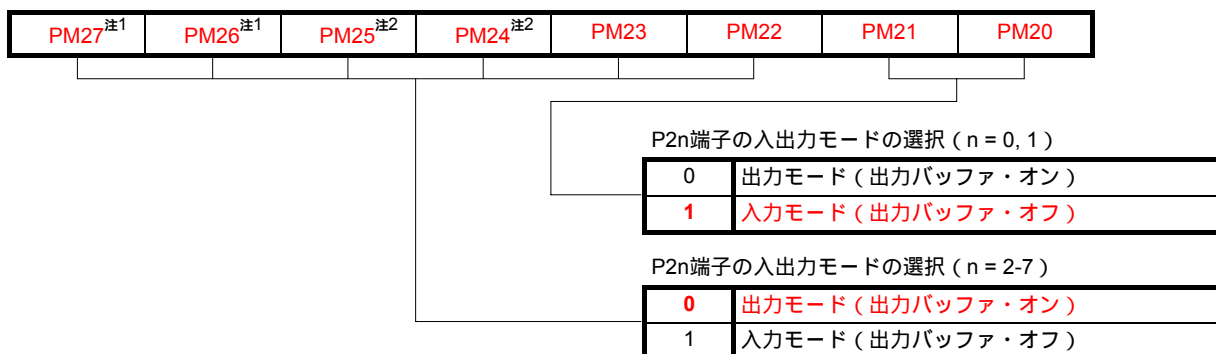 PM27注1 PM26注1 PM25注2 PM24注2 PM23 PM22 PM21 PM20
P2n端子の入出力モードの選択（n = 0, 1）
0 出力モード（出力バッファ・オン）
1 入力モード（出力バッファ・オフ）
P2n端子の入出力モードの選択（n = 2-7）
0 出力モード（出力バッファ・オン）
1 入力モード（出力バッファ・オフ）